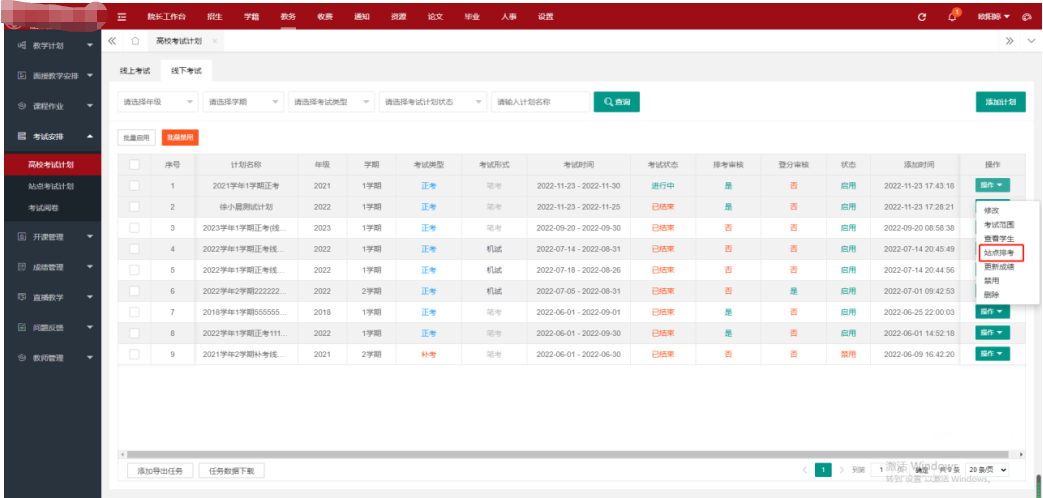 院长工作台 招生 学籍 教务 收费 通知 资源 论文 毕业 人事 设置
教学计划
面授教学安排
课程作业
考试安排
高校考试计划
站点考试计划
考试阅卷
开课管理
成绩管理
直播教学
问题反馈
教师管理
高校考试计划 ×
线上考试 线下考试
请选择年级 请选择学期 请选择考试类型 请选择考试计划状态 请输入计划名称 查询 添加计划
批量启用 批量禁用
序号 计划名称 年级 学期 考试类型 考试形式 考试时间 考试状态 排考审核 登分审核 状态 添加时间 操作
1 2021学年1学期正考 2021 1学期 正考 笔考 2022-11-23 - 2022-11-30 进行中 是 否 启用 2022-11-23 17:43:18 操作
2 徐小晨测试计划 2022 1学期 正考 笔考 2022-11-23 - 2022-11-25 已结束 是 否 启用 2022-11-23 17:28:21
3 2023学年1学期正考(线... 2023 1学期 正考 笔考 2022-09-20 - 2022-09-30 已结束 否 否 启用 2022-09-20 08:58:38
4 2022学年1学期正考线... 2022 1学期 正考 机试 2022-07-14 - 2022-08-31 已结束 否 否 启用 2022-07-14 20:45:49
5 2022学年1学期正考线... 2022 1学期 正考 机试 2022-07-18 - 2022-08-26 已结束 否 否 启用 2022-07-14 20:44:56
6 2022学年2学期222222... 2022 2学期 正考 机试 2022-07-05 - 2022-08-31 已结束 否 是 启用 2022-07-01 09:42:53
7 2018学年1学期555555... 2018 1学期 正考 笔考 2022-06-01 - 2022-09-01 已结束 否 否 启用 2022-06-25 22:00:03 操作
8 2022学年1学期正考111... 2022 1学期 正考 笔考 2022-06-01 - 2022-09-30 已结束 是 否 启用 2022-06-01 14:52:18 操作
9 2021学年2学期补考线... 2021 2学期 补考 笔考 2022-06-01 - 2022-06-30 已结束 否 否 禁用 2022-06-09 16:42:20 操作
修改
考试范围
查看学生
站点排考
更新成绩
禁用
删除
添加导出任务 任务数据下载
1 到第 1 页 确定 共 9 条 20 条/页
激活 Windows
转到"设置"以激活 Windows。